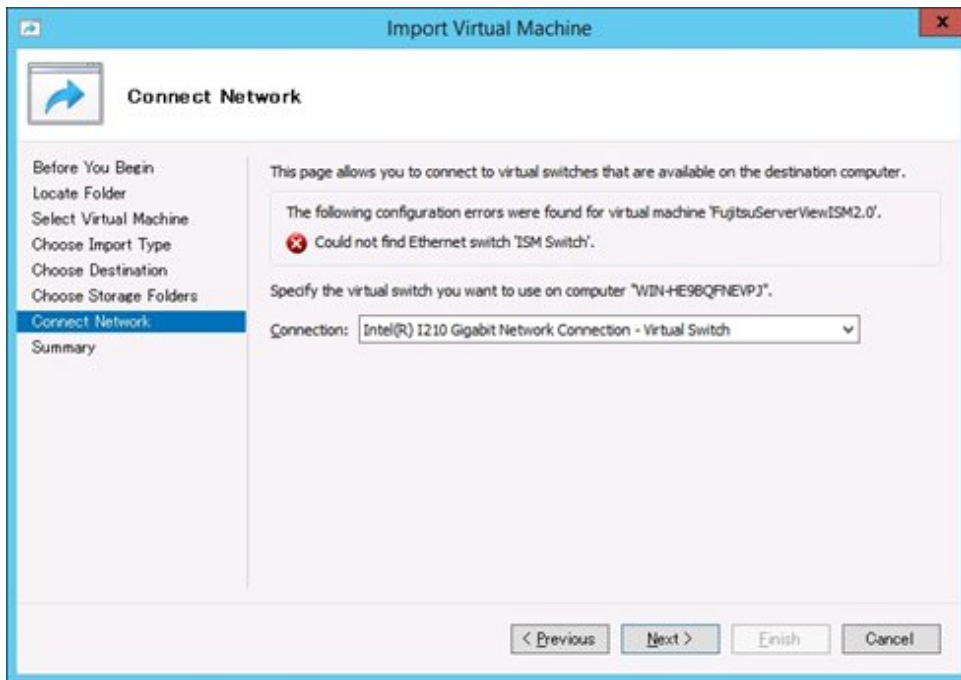 Import Virtual Machine
x
Connect Network
Before You Begin
Locate Folder
Select Virtual Machine
Choose Import Type
Choose Destination
Choose Storage Folders
Connect Network
Summary
This page allows you to connect to virtual switches that are available on the destination computer.
The following configuration errors were found for virtual machine 'FujitsuServerViewISM2.0'.
Could not find Ethernet switch 'ISM Switch'.
Specify the virtual switch you want to use on computer "WIN-HE9BQFNEVPJ".
Connection: Intel(R) I210 Gigabit Network Connection - Virtual Switch
< Previous Next > Finish Cancel